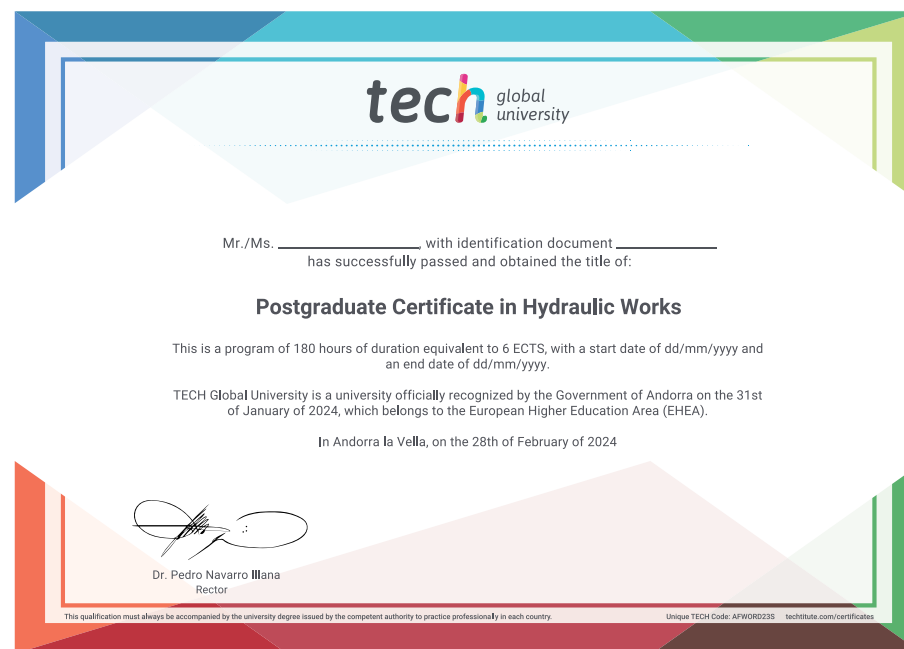 tech global
university
Mr./Ms. ____________________, with identification document ______________
has successfully passed and obtained the title of:
Postgraduate Certificate in Hydraulic Works
This is a program of 180 hours of duration equivalent to 6 ECTS, with a start date of dd/mm/yyyy and
an end date of dd/mm/yyyy.
TECH Global University is a university officially recognized by the Government of Andorra on the 31st
of January of 2024, which belongs to the European Higher Education Area (EHEA).
In Andorra la Vella, on the 28th of February of 2024
Dr. Pedro Navarro Illana
Rector
This qualification must always be accompanied by the university degree issued by the competent authority to practice professionally in each country.
Unique TECH Code: AFWORD23S techtitute.com/certificates